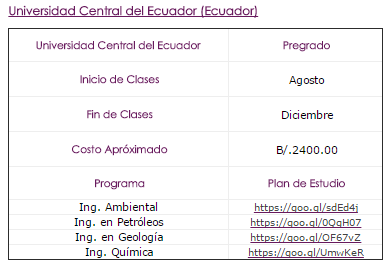 Universidad Central del Ecuador (Ecuador)
Universidad Central del Ecuador Pregrado
Inicio de Clases Agosto
Fin de Clases Diciembre
Costo Apróximado B/.2400.00
Programa Plan de Estudio
Ing. Ambiental https://goo.gl/sdEd4j
Ing. en Petróleos https://goo.gl/0QgH07
Ing. en Geología https://goo.gl/OF67vZ
Ing. Química https://goo.gl/UmwKeR